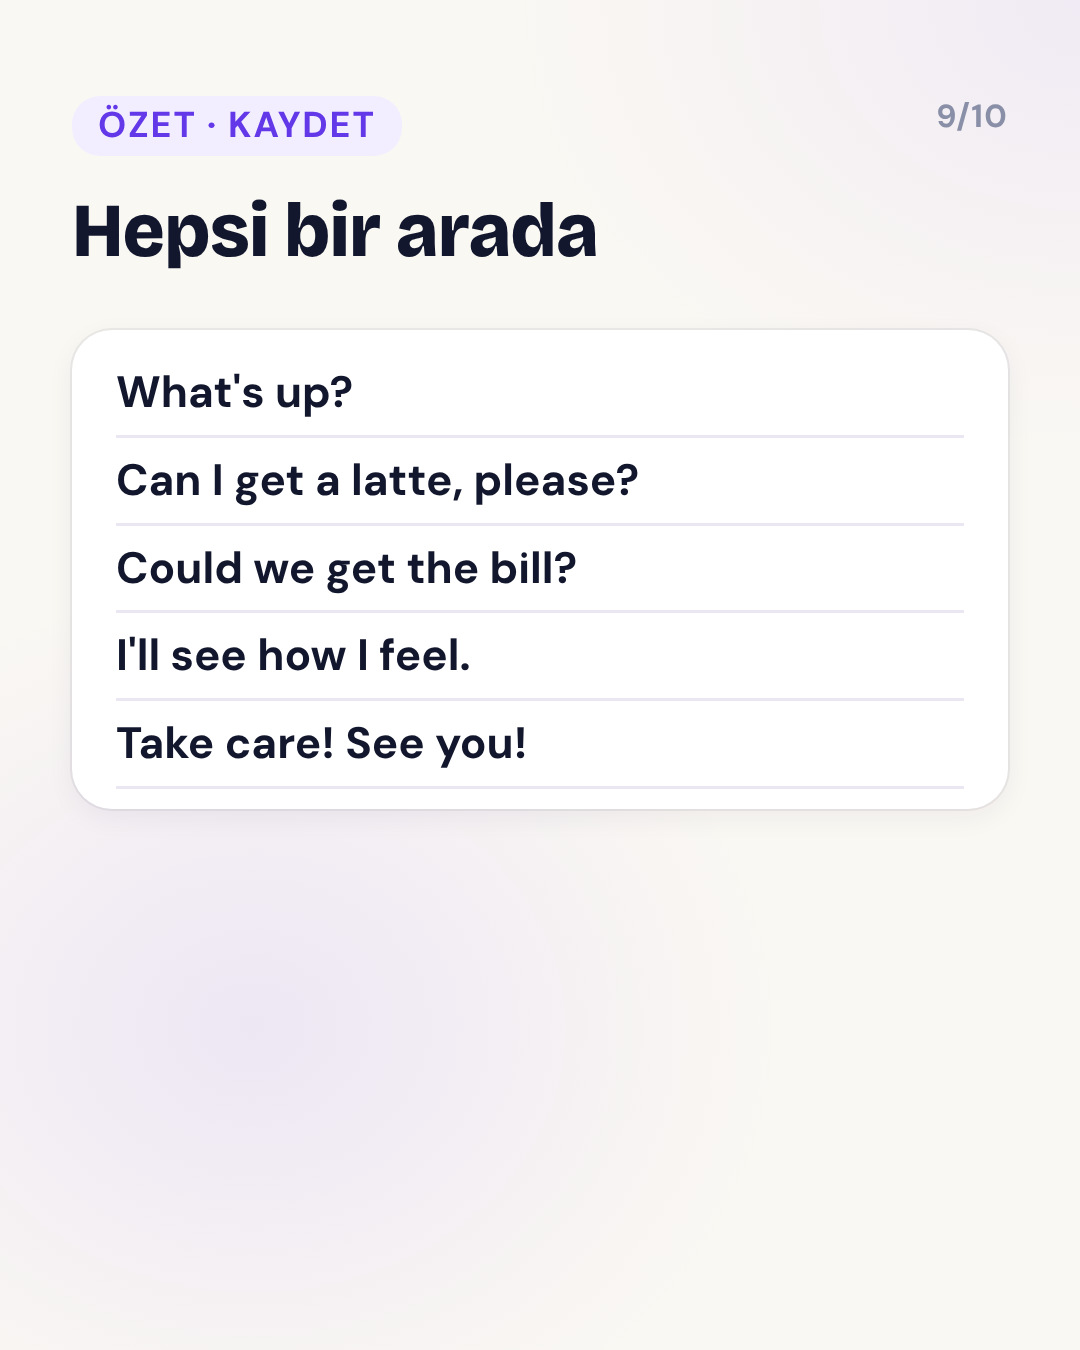 ÖZET · KAYDET
9/10
Hepsi bir arada
What's up?
Can I get a latte, please?
Could we get the bill?
I'll see how I feel.
Take care! See you!